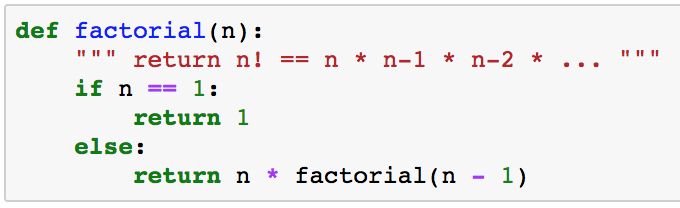 def factorial(n):
    """ return n! == n * n-1 * n-2 * ... """
    if n == 1:
        return 1
    else:
        return n * factorial(n - 1)